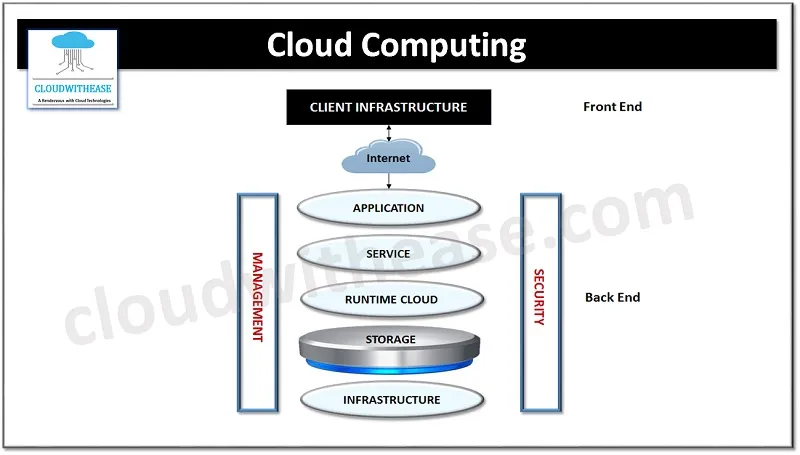 Cloud Computing
CLOUDWITHEASE
A Rendezvous with Cloud Technologies
CLIENT INFRASTRUCTURE
Front End
Internet
APPLICATION
SERVICE
RUNTIME CLOUD
STORAGE
INFRASTRUCTURE
MANAGEMENT
SECURITY
Back End
cloudwithease.com